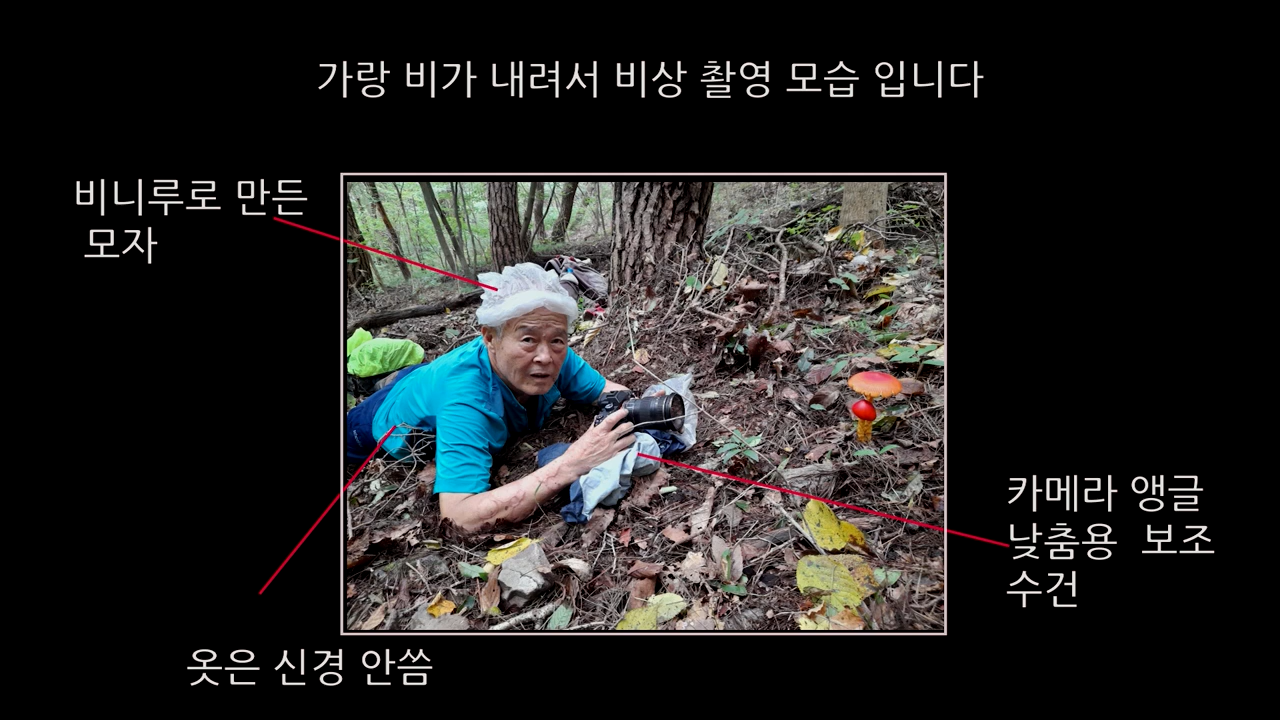 가랑 비가 내려서 비상 촬영 모습 입니다
비니루로 만든
모자
카메라 앵글
낮춤용 보조
수건
옷은 신경 안씀